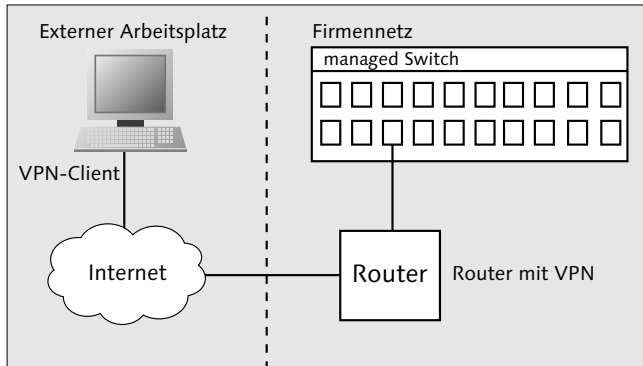 Externer Arbeitsplatz
Firmennetz
managed Switch
VPN-Client
Internet
Router
Router mit VPN